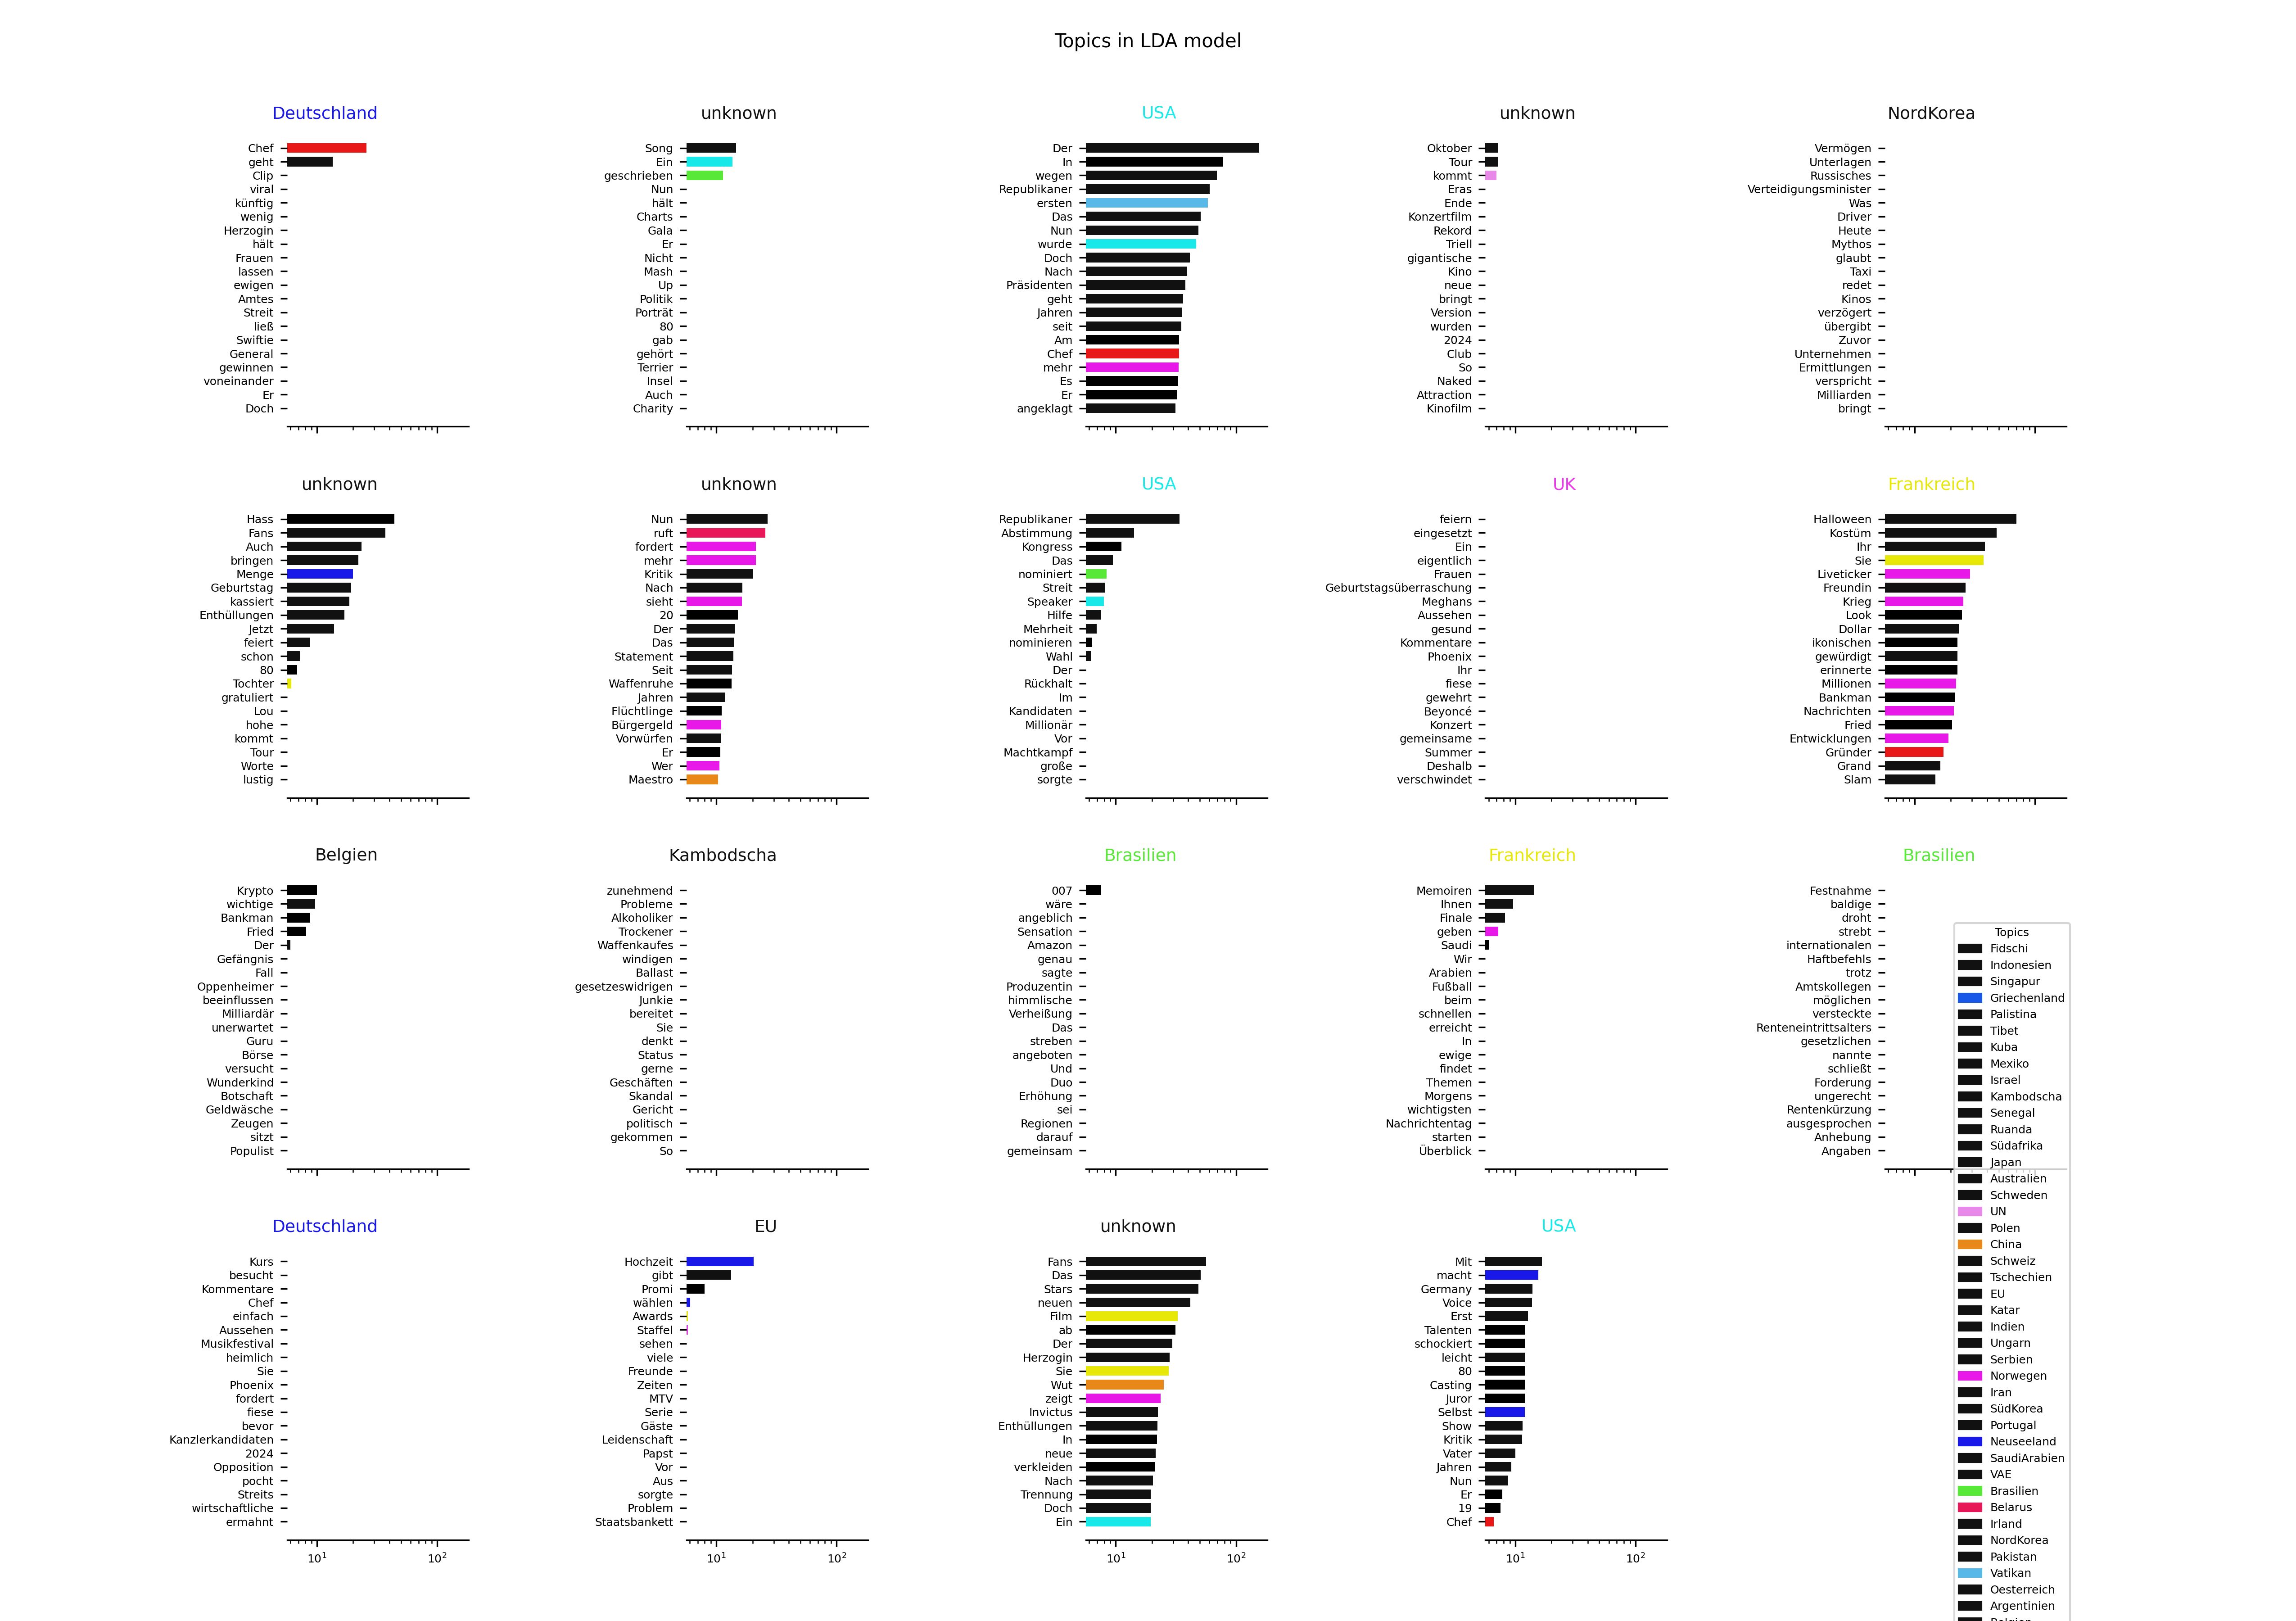 Topics in LDA model
Deutschland
Chef
geht
Clip
viral
künftig
wenig
Herzogin
hält
Frauen
lassen
ewigen
Amtes
Streit
ließ
Swiftie
General
gewinnen
voneinander
Er
Doch
unknown
Song
Ein
geschrieben
Nun
hält
Charts
Gala
Er
Nicht
Mash
Up
Politik
Porträt
80
gab
gehört
Terrier
Insel
Auch
Charity
USA
Der
In
wegen
Republikaner
ersten
Das
Nun
wurde
Doch
Nach
Präsidenten
geht
Jahren
seit
Am
Chef
mehr
Es
Er
angeklagt
unknown
Oktober
Tour
kommt
Eras
Ende
Konzertfilm
Rekord
Triell
gigantische
Kino
neue
bringt
Version
wurden
2024
Club
So
Naked
Attraction
Kinofilm
NordKorea
Vermögen
Unterlagen
Russisches
Verteidigungsminister
Was
Driver
Heute
Mythos
glaubt
Taxi
redet
Kinos
verzögert
übergibt
Zuvor
Unternehmen
Ermittlungen
verspricht
Milliarden
bringt
unknown
Hass
Fans
Auch
bringen
Menge
Geburtstag
kassiert
Enthüllungen
Jetzt
feiert
schon
80
Tochter
gratuliert
Lou
hohe
kommt
Tour
Worte
lustig
unknown
Nun
ruft
fordert
mehr
Kritik
Nach
sieht
20
Der
Das
Statement
Seit
Waffenruhe
Jahren
Flüchtlinge
Bürgergeld
Vorwürfen
Er
Wer
Maestro
USA
Republikaner
Abstimmung
Kongress
Das
nominiert
Streit
Speaker
Hilfe
Mehrheit
nominieren
Wahl
Der
Rückhalt
Im
Kandidaten
Millionär
Vor
Machtkampf
große
sorgte
UK
feiern
eingesetzt
Ein
eigentlich
Frauen
Geburtstagsüberraschung
Meghans
Aussehen
gesund
Kommentare
Phoenix
Ihr
fiese
gewehrt
Beyoncé
Konzert
gemeinsame
Summer
Deshalb
verschwindet
Frankreich
Halloween
Kostüm
Ihr
Sie
Liveticker
Freundin
Krieg
Look
Dollar
ikonischen
gewürdigt
erinnerte
Millionen
Bankman
Nachrichten
Fried
Entwicklungen
Gründer
Grand
Slam
Belgien
Krypto
wichtige
Bankman
Fried
Der
Gefängnis
Fall
Oppenheimer
beeinflussen
Milliardär
unerwartet
Guru
Börse
versucht
Wunderkind
Botschaft
Geldwäsche
Zeugen
sitzt
Populist
Kambodscha
zunehmend
Probleme
Alkoholiker
Trockener
Waffenkaufes
windigen
Ballast
gesetzeswidrigen
Junkie
bereitet
Sie
denkt
Status
gerne
Geschäften
Skandal
Gericht
politisch
gekommen
So
Brasilien
007
wäre
angeblich
Sensation
Amazon
genau
sagte
Produzentin
himmlische
Verheißung
Das
streben
angeboten
Und
Duo
Erhöhung
sei
Regionen
darauf
gemeinsam
Frankreich
Memoiren
Ihnen
Finale
geben
Saudi
Wir
Arabien
Fußball
beim
schnellen
erreicht
In
ewige
findet
Themen
Morgens
wichtigsten
Nachrichtentag
starten
Überblick
Brasilien
Festnahme
baldige
droht
strebt
internationalen
Haftbefehls
trotz
Amtskollegen
möglichen
versteckte
Renteneintrittsalters
gesetzlichen
nannte
schließt
Forderung
ungerecht
Rentenkürzung
ausgesprochen
Anhebung
Angaben
Deutschland
Kurs
besucht
Kommentare
Chef
einfach
Aussehen
Musikfestival
heimlich
Sie
Phoenix
fordert
fiese
bevor
Kanzlerkandidaten
2024
Opposition
pocht
Streits
wirtschaftliche
ermahnt
10¹ 10²
EU
Hochzeit
gibt
Promi
wählen
Awards
Staffel
sehen
viele
Freunde
Zeiten
MTV
Serie
Gäste
Leidenschaft
Papst
Vor
Aus
sorgte
Problem
Staatsbankett
10¹ 10²
unknown
Fans
Das
Stars
neuen
Film
ab
Der
Herzogin
Sie
Wut
zeigt
Invictus
Enthüllungen
In
neue
verkleiden
Nach
Trennung
Doch
Ein
10¹ 10²
USA
Mit
macht
Germany
Voice
Erst
Talenten
schockiert
leicht
80
Casting
Juror
Selbst
Show
Kritik
Vater
Jahren
Nun
Er
19
Chef
10¹ 10²
Topics
Fidschi
Indonesien
Singapur
Griechenland
Palistina
Tibet
Kuba
Mexiko
Israel
Kambodscha
Senegal
Ruanda
Südafrika
Japan
Australien
Schweden
UN
Polen
China
Schweiz
Tschechien
EU
Katar
Indien
Ungarn
Serbien
Norwegen
Iran
SüdKorea
Portugal
Neuseeland
SaudiArabien
VAE
Brasilien
Belarus
Irland
NordKorea
Pakistan
Vatikan
Oesterreich
Argentinien